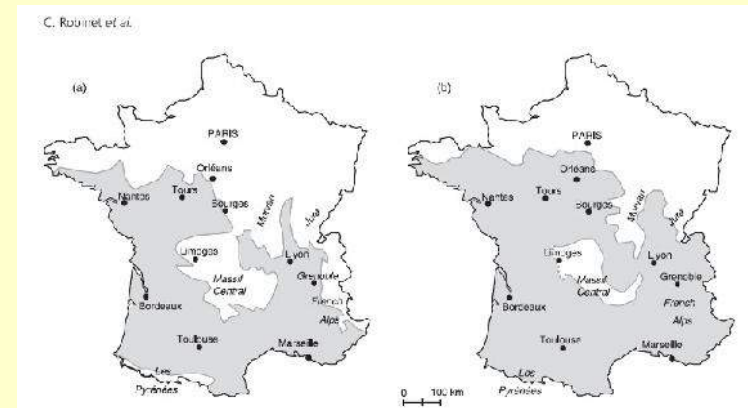 C. Robinet et al.
(a)
PARIS
Orléans
Nantes
Tours
Bourges
Morvan
Jura
Limoges
Lyon
Massif
Central
Grenoble
French
Alps
Bordeaux
Toulouse
Marseille
Les
Pyrénées
(b)
PARIS
Orléans
Nantes
Tours
Bourges
Morvan
Jura
Limoges
Lyon
Massif
Central
Grenoble
French
Alps
Bordeaux
Toulouse
Marseille
Les
Pyrénées
0 100 km